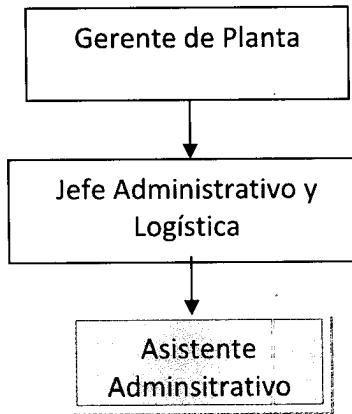 Gerente de Planta
Jefe Administrativo y
Logística
Asistente
Adminsitrativo